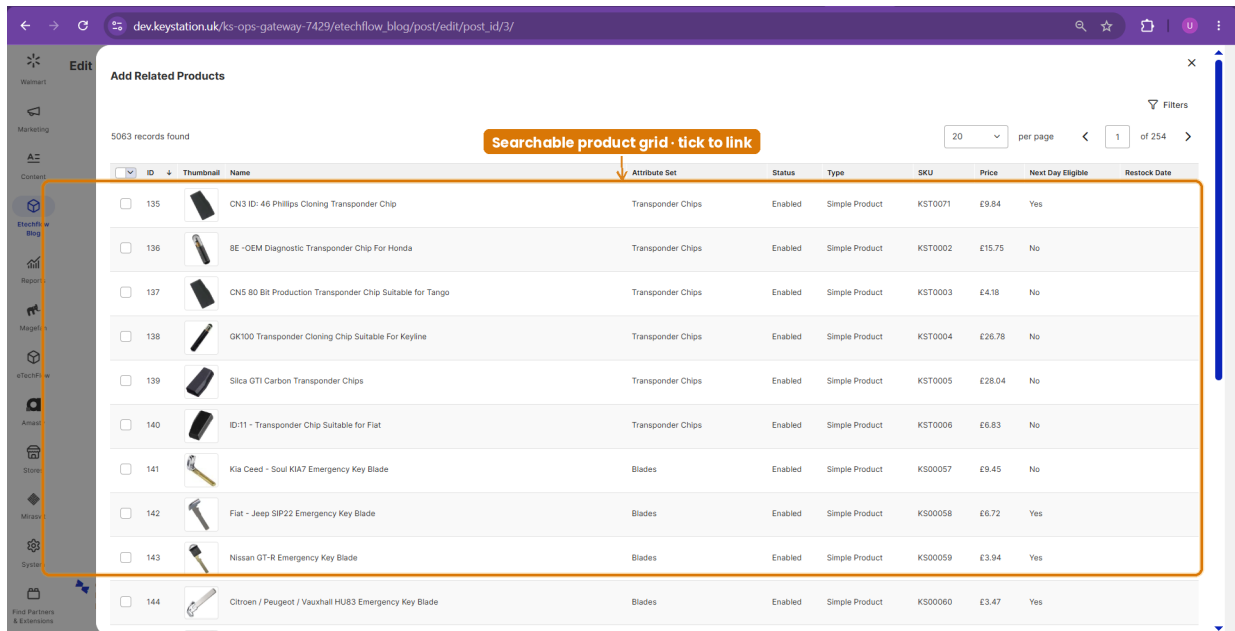 dev.keystation.uk/ks-ops-gateway-7429/etechflow_blog/post/edit/post_id/3/
U
Walmart
Marketing
Content
Etechflow
Blog
Reports
eTechFlow
Stores
System
Find Partners
& Extensions
Edit
Add Related Products
Filters
5063 records found
20
per page
1
of 254
Searchable product grid · tick to link
ID Thumbnail Name Attribute Set Status Type SKU Price Next Day Eligible Restock Date
135 CN3 ID: 46 Phillips Cloning Transponder Chip Transponder Chips Enabled Simple Product KST0071 £9.84 Yes
136 8E -OEM Diagnostic Transponder Chip For Honda Transponder Chips Enabled Simple Product KST0002 £15.75 No
137 CN5 80 Bit Production Transponder Chip Suitable for Tango Transponder Chips Enabled Simple Product KST0003 £4.18 No
138 GK100 Transponder Cloning Chip Suitable For Keyline Transponder Chips Enabled Simple Product KST0004 £26.78 No
139 Silca GTI Carbon Transponder Chips Transponder Chips Enabled Simple Product KST0005 £28.04 No
140 ID:11 - Transponder Chip Suitable for Fiat Transponder Chips Enabled Simple Product KST0006 £6.83 No
141 Kia Ceed - Soul KIA7 Emergency Key Blade Blades Enabled Simple Product KS00057 £9.45 No
142 Fiat - Jeep SIP22 Emergency Key Blade Blades Enabled Simple Product KS00058 £6.72 Yes
143 Nissan GT-R Emergency Key Blade Blades Enabled Simple Product KS00059 £3.94 Yes
144 Citroen / Peugeot / Vauxhall HU83 Emergency Key Blade Blades Enabled Simple Product KS00060 £3.47 Yes